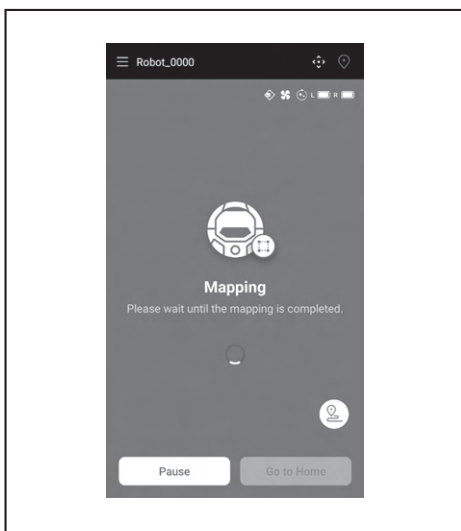 Robot_0000
L R
Mapping
Please wait until the mapping is completed.
Pause Go to Home